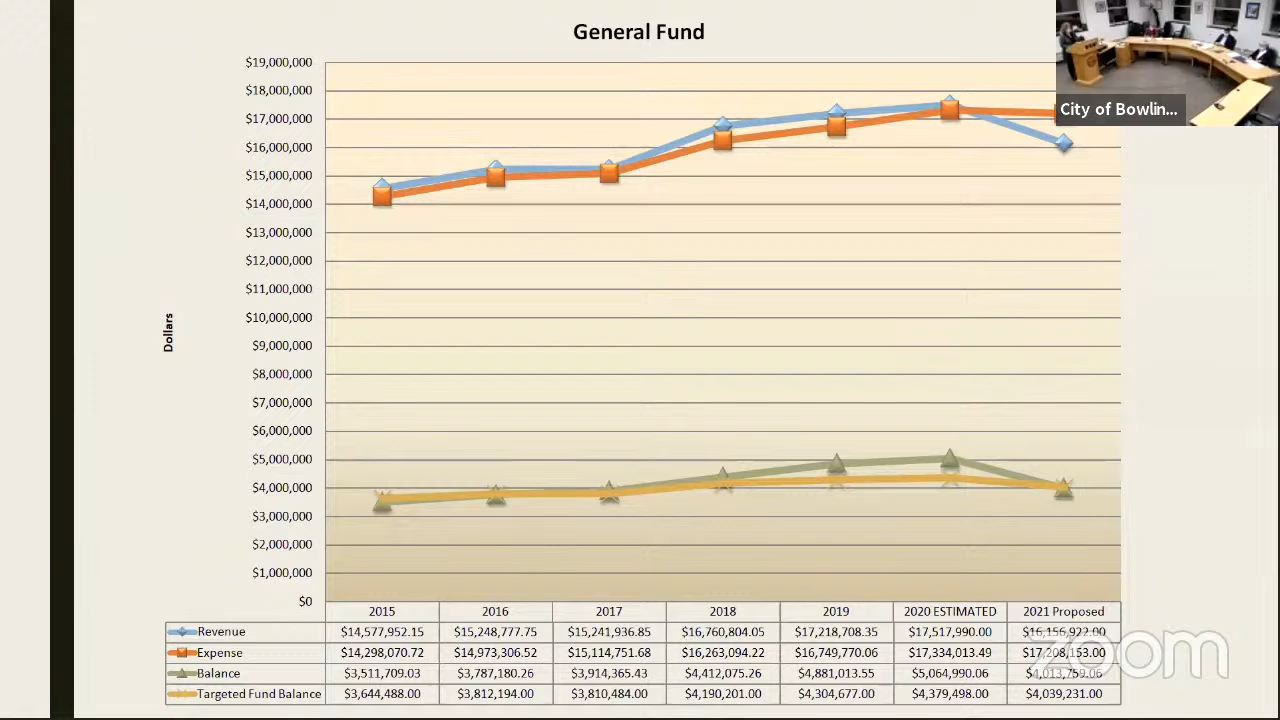 General Fund
City of Bowlin...
$19,000,000
$18,000,000
$17,000,000
$16,000,000
$15,000,000
$14,000,000
$13,000,000
$12,000,000
$11,000,000
$10,000,000
$9,000,000
$8,000,000
$7,000,000
$6,000,000
$5,000,000
$4,000,000
$3,000,000
$2,000,000
$1,000,000
$0
Dollars
2015 2016 2017 2018 2019 2020 ESTIMATED 2021 Proposed
Revenue $14,577,952.15 $15,248,777.75 $15,241,936.85 $16,760,804.05 $17,218,708.35 $17,517,990.00 $16,156,922.00
Expense $14,298,070.72 $14,973,306.52 $15,114,751.68 $16,263,094.22 $16,749,770.06 $17,334,013.49 $17,208,153.00
Balance $3,511,709.03 $3,787,180.26 $3,914,365.43 $4,412,075.26 $4,881,013.55 $5,064,990.06 $4,013,759.06
Targeted Fund Balance $3,644,488.00 $3,812,194.00 $3,810,484.00 $4,190,201.00 $4,304,677.00 $4,379,498.00 $4,039,231.00
zoom